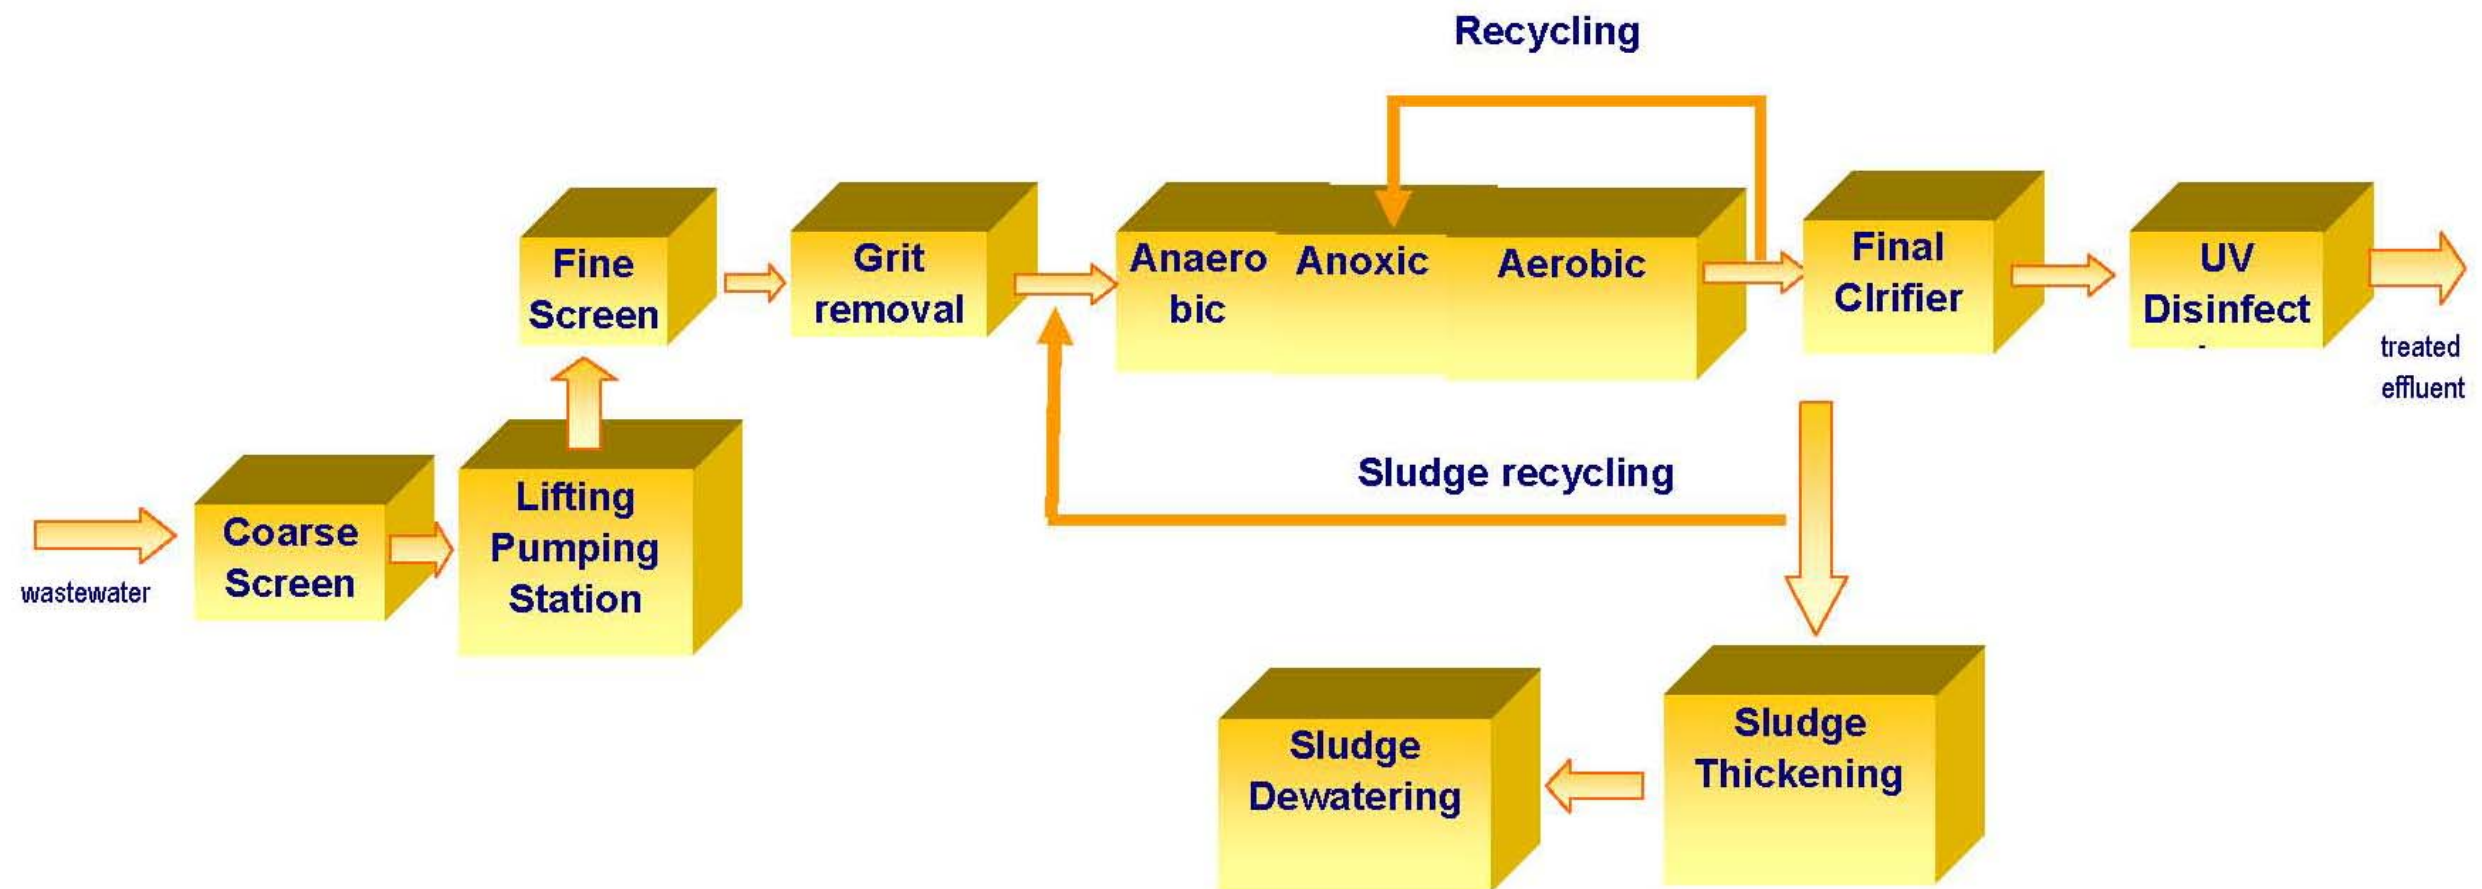 Recycling
Fine
Screen
Grit
removal
Anaero
bic
Anoxic
Aerobic
Final
Clrifier
UV
Disinfect
treated
effluent
wastewater
Coarse
Screen
Lifting
Pumping
Station
Sludge recycling
Sludge
Dewatering
Sludge
Thickening